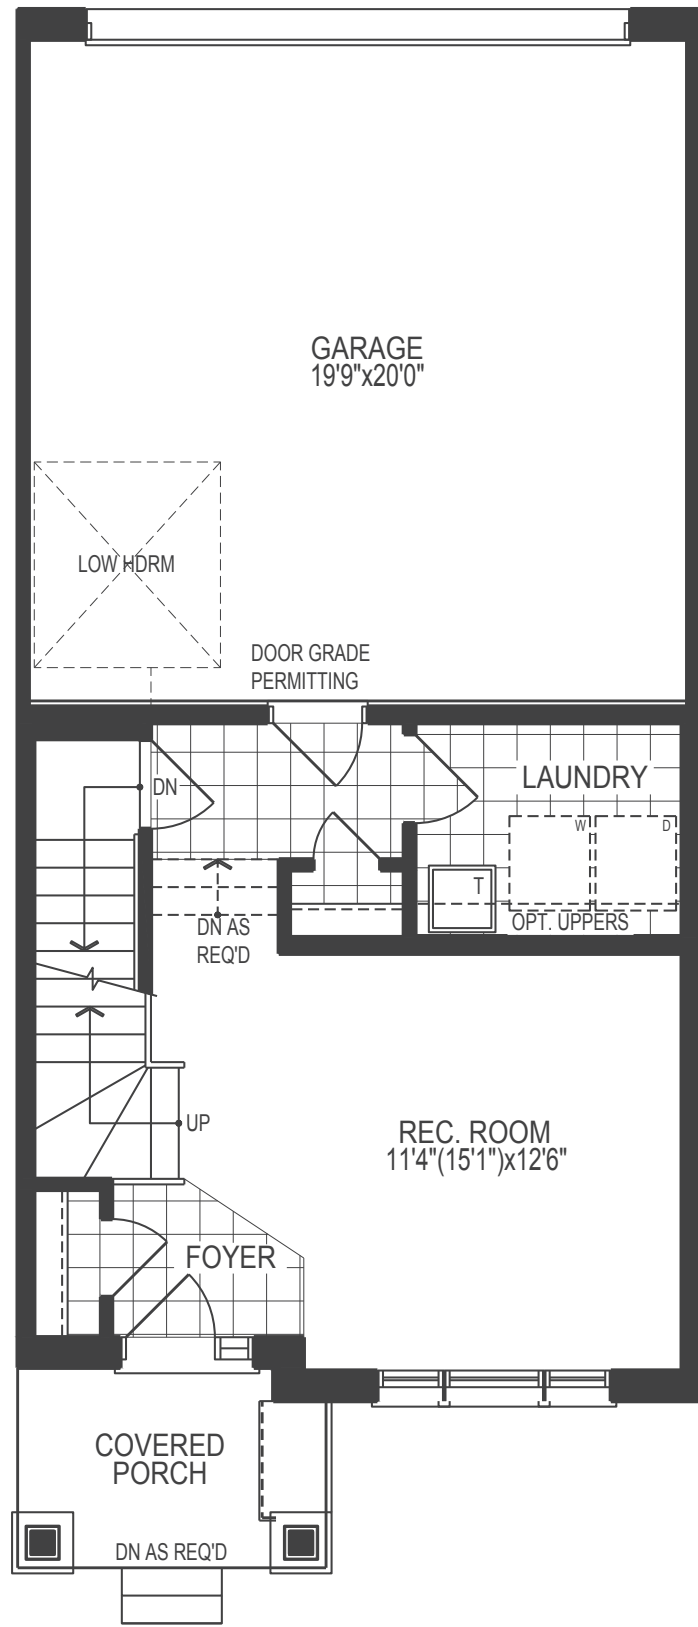 GARAGE
19'9"x20'0"
LOW HDRM
DOOR GRADE
PERMITTING
DN
LAUNDRY
W
D
T
OPT. UPPERS
DN AS
REQ'D
UP
REC. ROOM
11'4"(15'1")x12'6"
FOYER
COVERED
PORCH
DN AS REQ'D